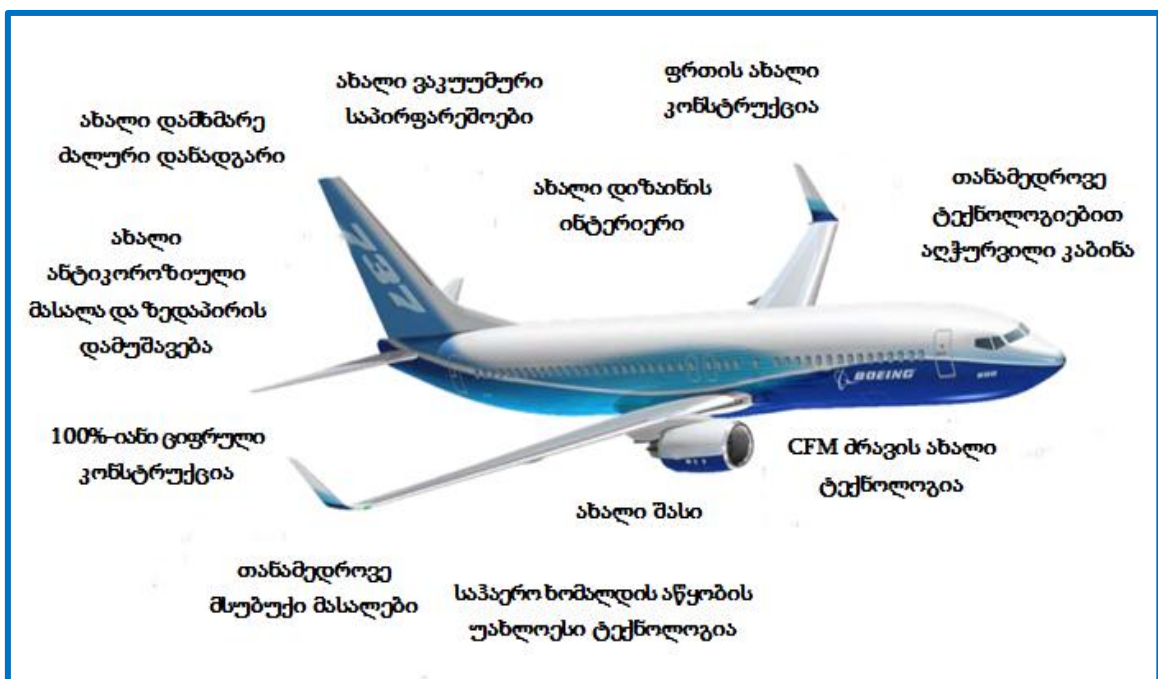 ახალი ვაკუუმური
საპირფარეშოები
ფრთის ახალი
კონსტრუქცია
ახალი დამხმარე
ძალური დანადგარი
ახალი დიზაინის
ინტერიერი
თანამედროვე
ტექნოლოგიებით
აღჭურვილი კაბინა
ახალი
ანტიკოროზიული
მასალა და ზედაპირის
დამუშავება
737
BOEING
100%-იანი ციფრული
კონსტრუქცია
CFM ძრავის ახალი
ტექნოლოგია
ახალი შასი
თანამედროვე
მსუბუქი მასალები
საჰაერო ხომალდის აწყობის
უახლოესი ტექნოლოგია